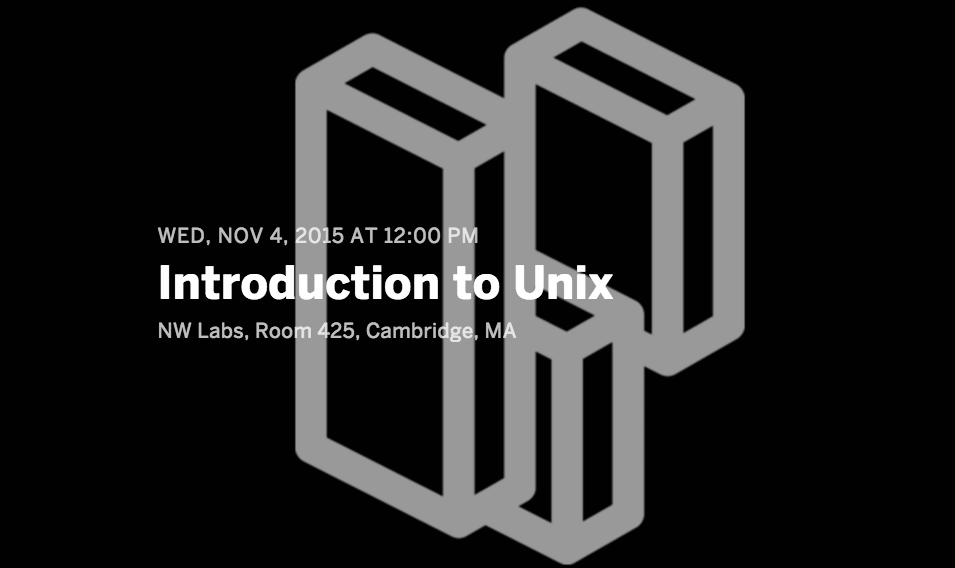 WED, NOV 4, 2015 AT 12:00 PM
Introduction to Unix
NW Labs, Room 425, Cambridge, MA